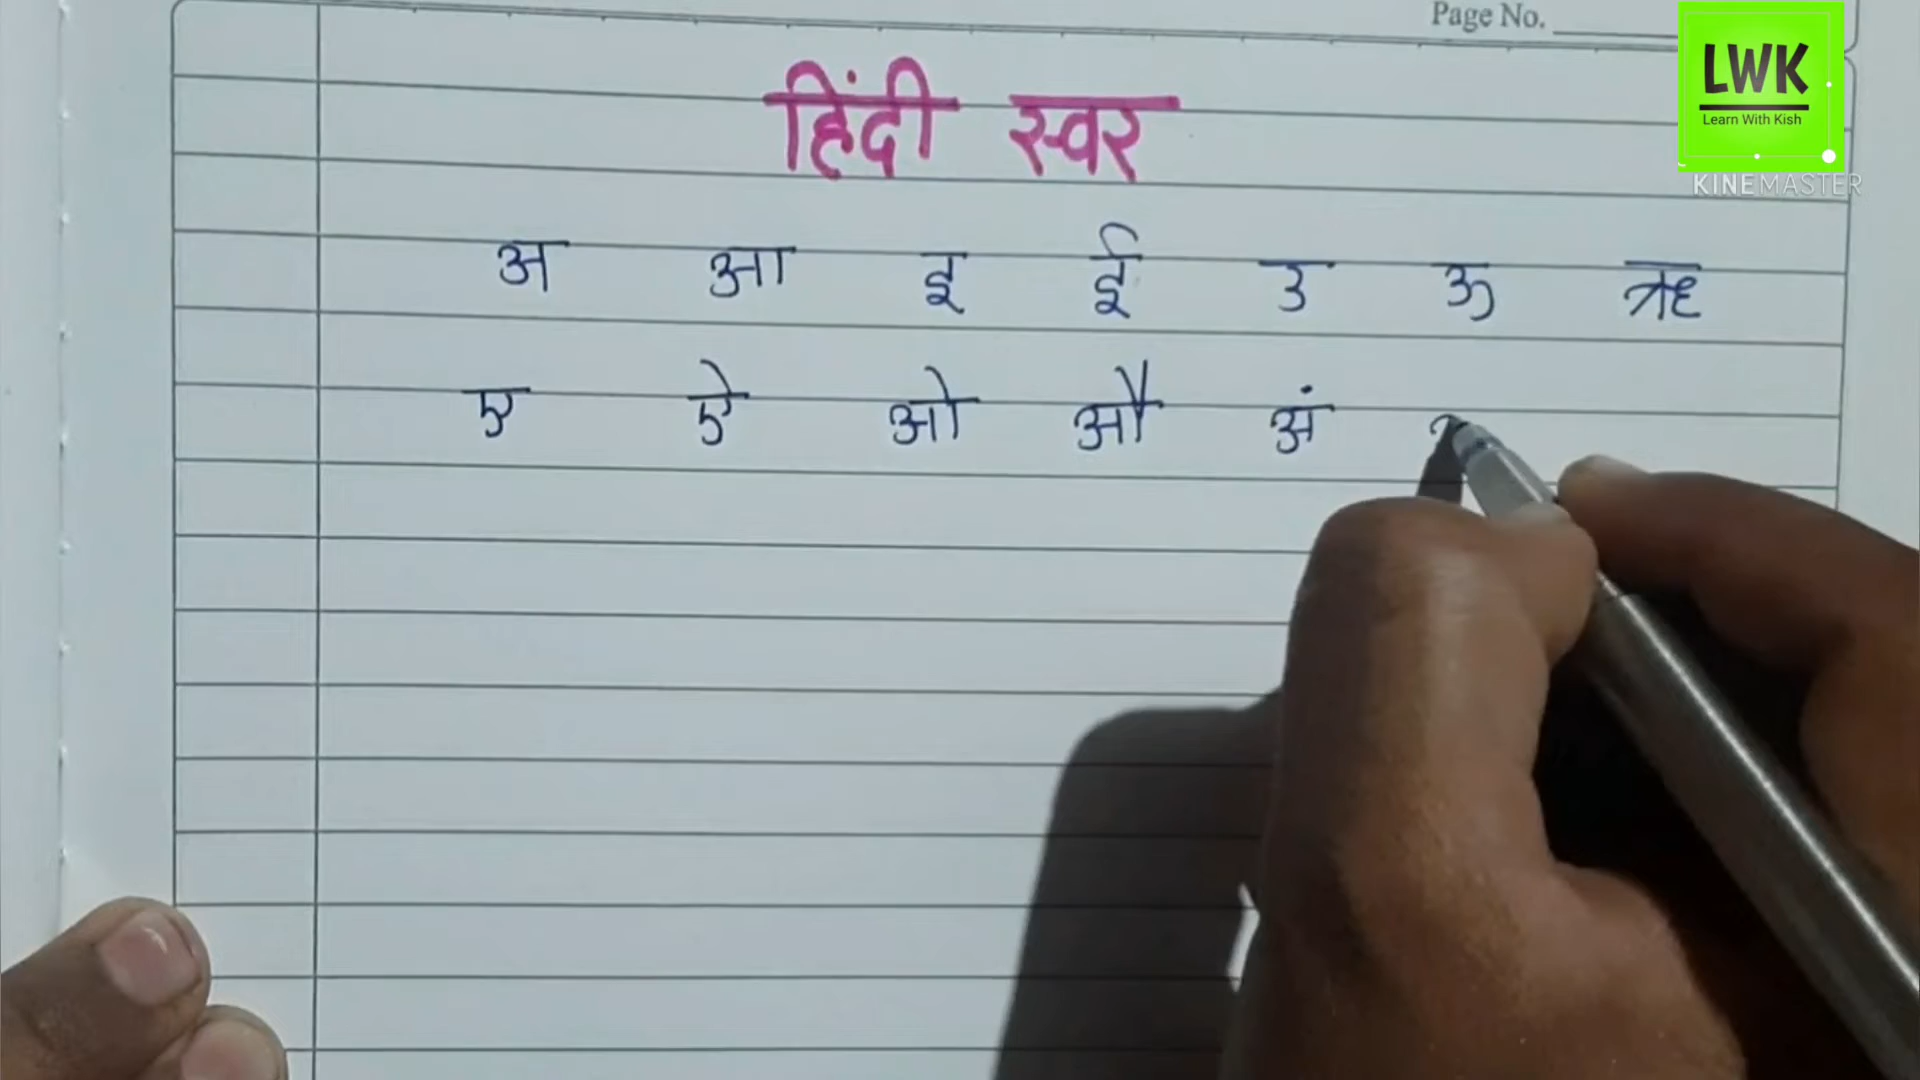 Page No.
LWK
Learn With Kish
KINEMASTER
हिंदी स्वर
अ आ इ ई उ ऊ ऋ
ए ऐ ओ औ अं